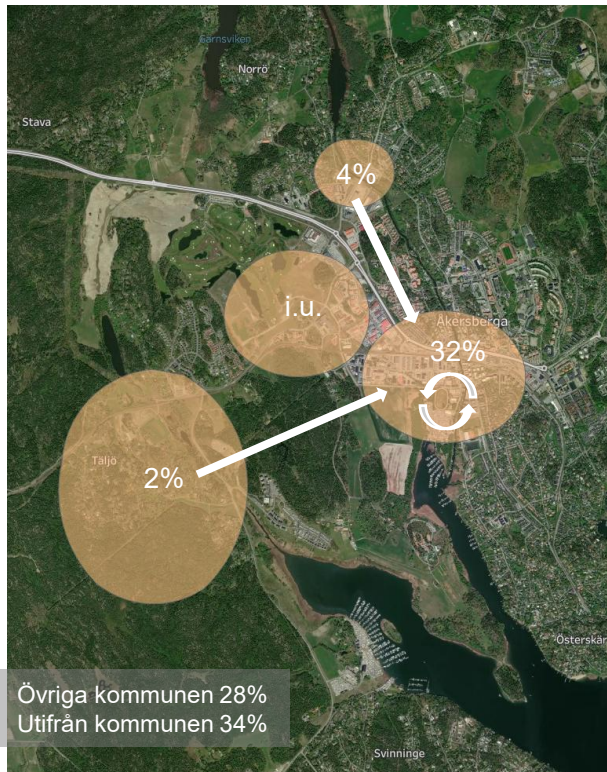 Garnsviken
Norrö
Stava
4%
i.u.
Åkersberga
32%
Täljö
2%
Österskär
Övriga kommunen 28%
Utifrån kommunen 34%
Svinninge